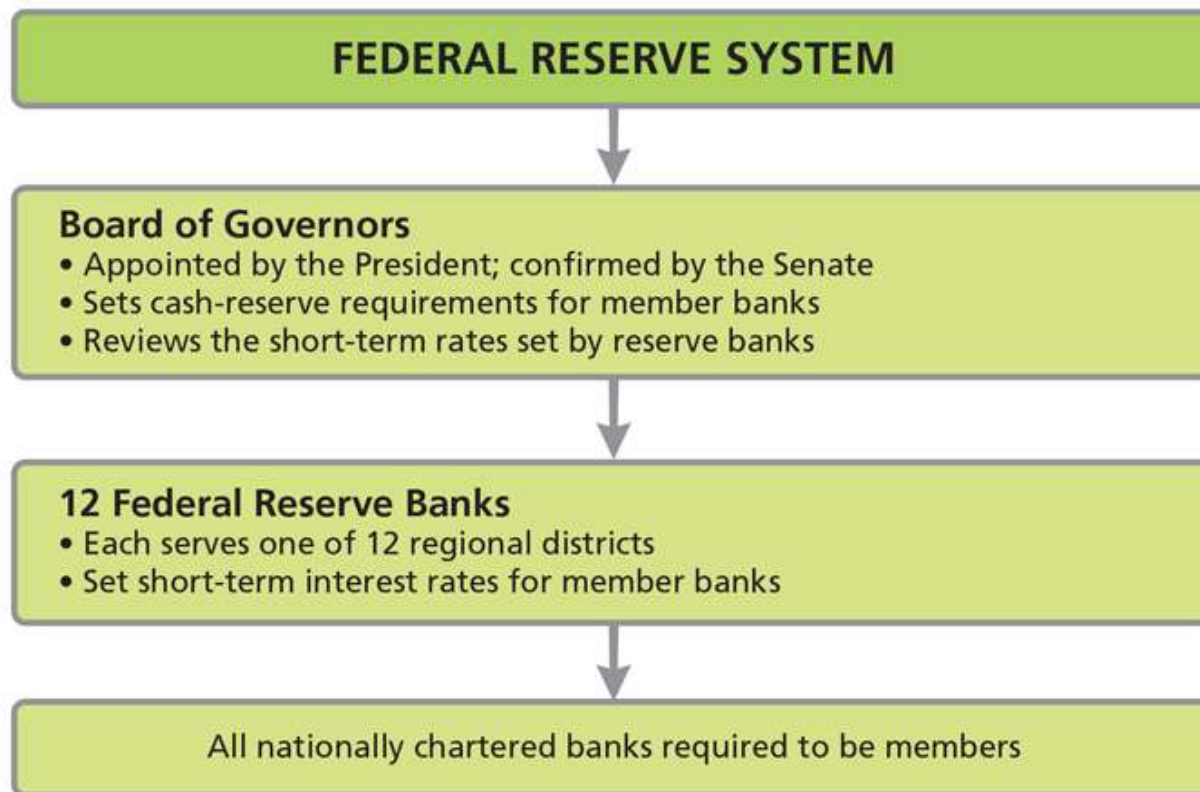 FEDERAL RESERVE SYSTEM
Board of Governors
• Appointed by the President; confirmed by the Senate
• Sets cash-reserve requirements for member banks
• Reviews the short-term rates set by reserve banks
12 Federal Reserve Banks
• Each serves one of 12 regional districts
• Set short-term interest rates for member banks
All nationally chartered banks required to be members